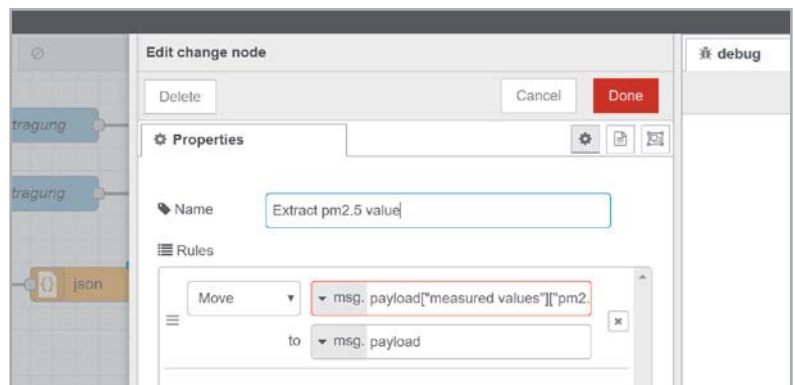 Edit change node
debug
Delete
Cancel
Done
tragung
Properties
tragung
Name
Extract pm2.5 value
Rules
json
Move
msg. payload["measured values"]["pm2.
to
msg. payload